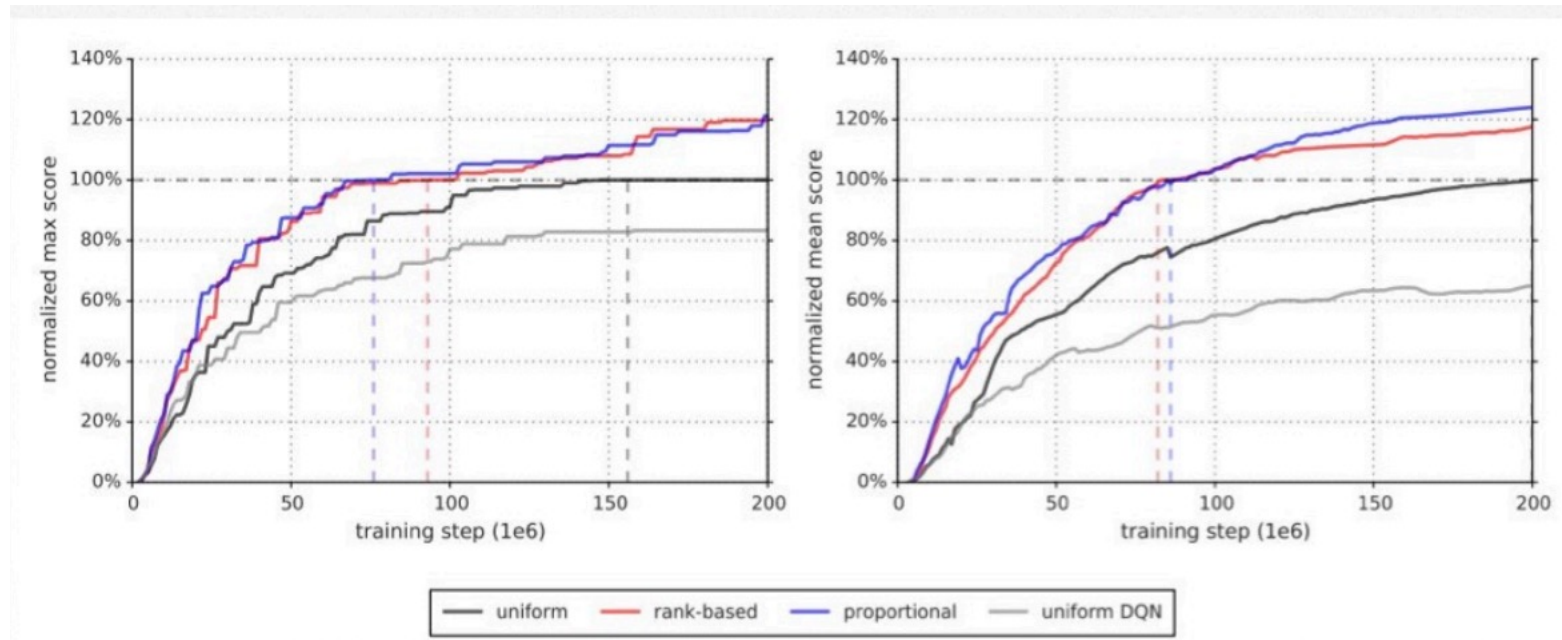 normalized max score
140%
120%
100%
80%
60%
40%
20%
0%
0 50 100 150 200
training step (1e6)
normalized mean score
140%
120%
100%
80%
60%
40%
20%
0%
0 50 100 150 200
training step (1e6)
uniform rank-based proportional uniform DQN